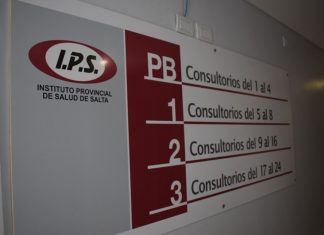 I.P.S.
INSTITUTO PROVINCIAL
DE SALUD DE SALTA
PB Consultorios del 1 al 4
1 Consultorios del 5 al 8
2 Consultorios del 9 al 16
3 Consultorios del 17 al 24